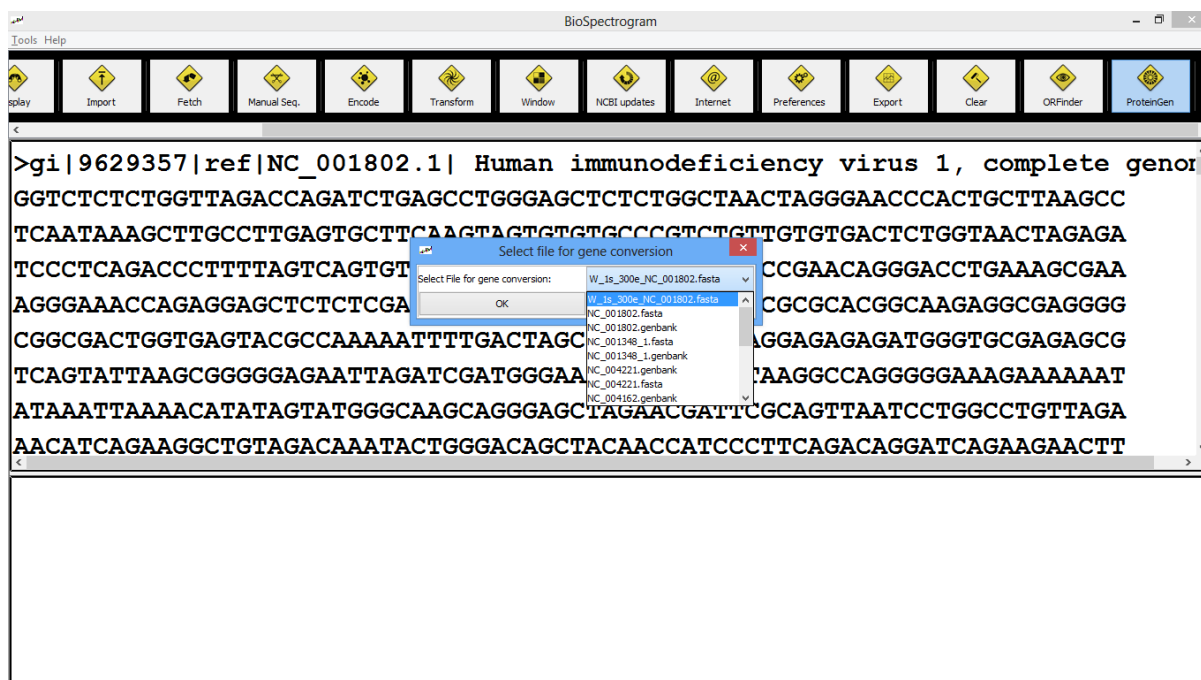 BioSpectrogram
Tools Help
splay Import Fetch Manual Seq. Encode Transform Window NCBI updates Internet Preferences Export Clear ORFinder ProteinGen
>gi|9629357|ref|NC_001802.1| Human immunodeficiency virus 1, complete genom
GGTCTCTCTGGTTAGACCAGATCTGAGCCTGGGAGCTCTCTGGCTAACTAGGGAACCCACTGCTTAAGCC
TCAATAAAGCTTGCCTTGAGTGCTTCAAGTAGTGTGTGCCCGTCTGTTGTGTGACTCTGGTAACTAGAGA
TCCCTCAGACCCTTTTAGTCAGTGT CCGAACAGGGACCTGAAAGCGAA
AGGGAAACCAGAGGAGCTCTCTCGA CGCGCACGGCAAGAGGCGAGGGG
CGGCGACTGGTGAGTACGCCAAAAATTTTGACTAGC AGGAGAGAGATGGGTGCGAGAGCG
TCAGTATTAAGCGGGGGAGAATTAGATCGATGGGAA TAAGGCCAGGGGGAAAGAAAAAAT
ATAAATTAAAACATATAGTATGGGCAAGCAGGGAGCTAGAACGATTCGCAGTTAATCCTGGCCTGTTAGA
AACATCAGAAGGCTGTAGACAAATACTGGGACAGCTACAACCATCCCTTCAGACAGGATCAGAAGAACTT
Select file for gene conversion
Select File for gene conversion: W_1s_300e_NC_001802.fasta
OK
W_1s_300e_NC_001802.fasta
NC_001802.fasta
NC_001802.genbank
NC_001348_1.fasta
NC_001348_1.genbank
NC_004221.genbank
NC_004221.fasta
NC_004162.genbank